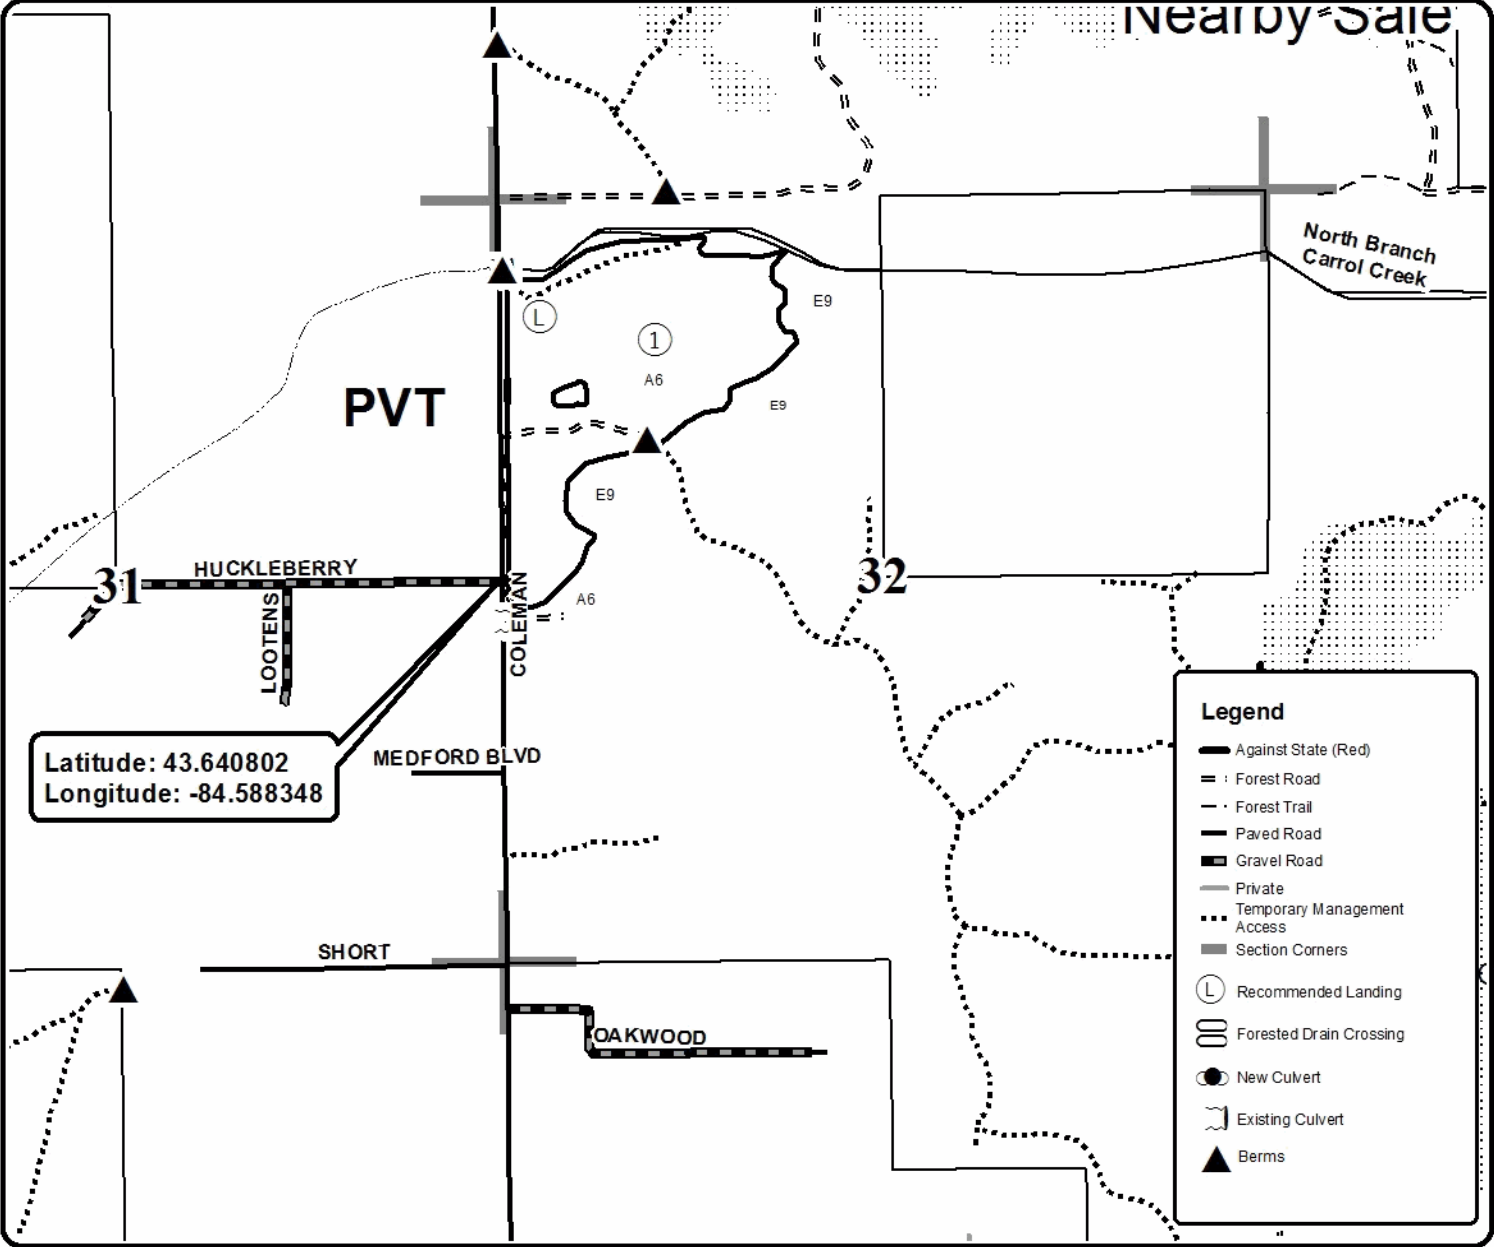 Nearby Sale
North Branch
Carrol Creek
E9
L
1
A6
E9
PVT
E9
HUCKLEBERRY
31
32
A6
LOOTENS
COLEMAN
Latitude: 43.640802
Longitude: -84.588348
MEDFORD BLVD
SHORT
OAKWOOD
Legend
Against State (Red)
Forest Road
Forest Trail
Paved Road
Gravel Road
Private
Temporary Management
Access
Section Corners
L Recommended Landing
Forested Drain Crossing
New Culvert
Existing Culvert
Berms